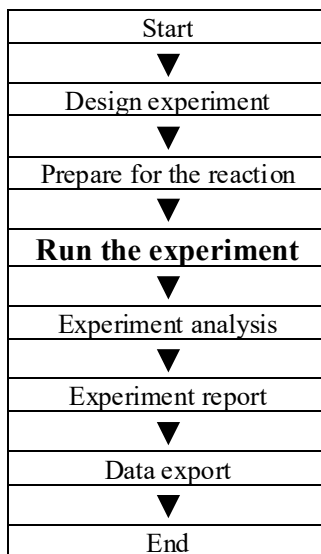 Start
Design experiment
Prepare for the reaction
Run the experiment
Experiment analysis
Experiment report
Data export
End